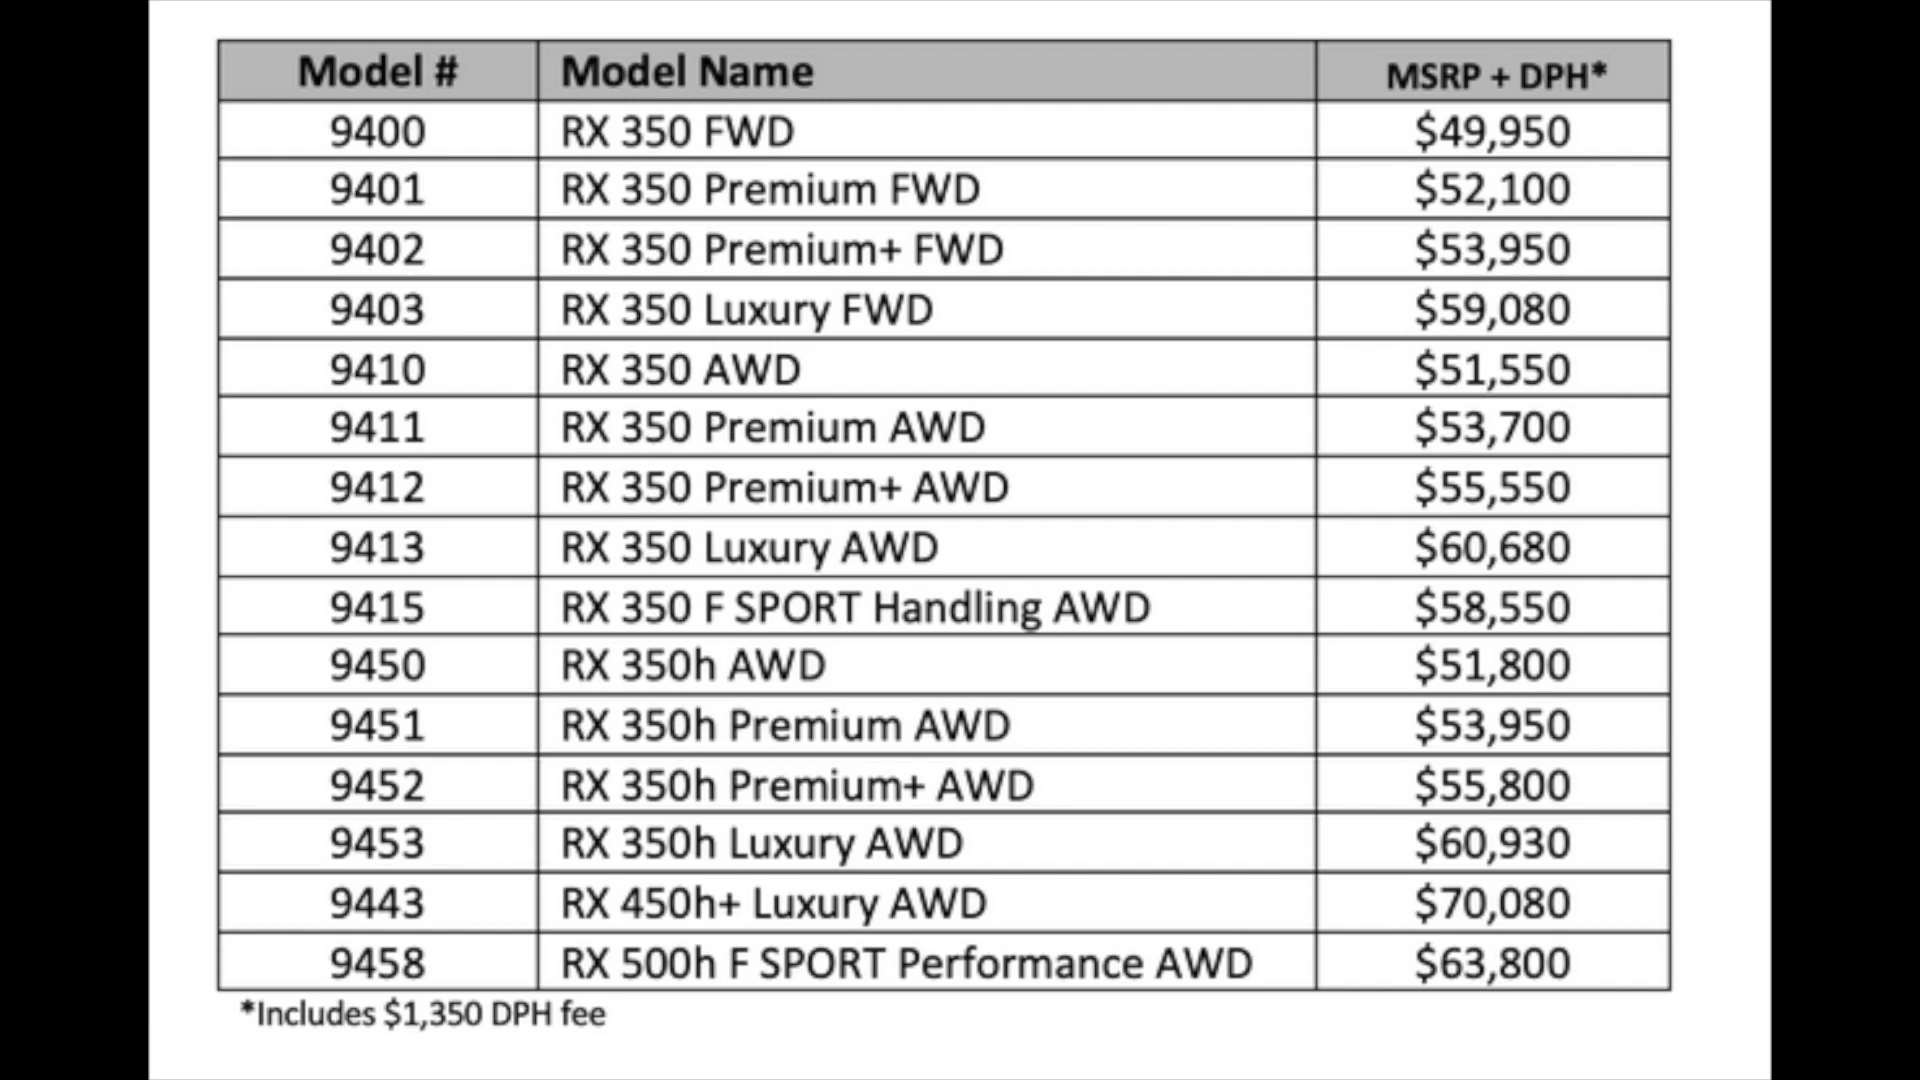 Model # Model Name MSRP + DPH*
9400 RX 350 FWD $49,950
9401 RX 350 Premium FWD $52,100
9402 RX 350 Premium+ FWD $53,950
9403 RX 350 Luxury FWD $59,080
9410 RX 350 AWD $51,550
9411 RX 350 Premium AWD $53,700
9412 RX 350 Premium+ AWD $55,550
9413 RX 350 Luxury AWD $60,680
9415 RX 350 F SPORT Handling AWD $58,550
9450 RX 350h AWD $51,800
9451 RX 350h Premium AWD $53,950
9452 RX 350h Premium+ AWD $55,800
9453 RX 350h Luxury AWD $60,930
9443 RX 450h+ Luxury AWD $70,080
9458 RX 500h F SPORT Performance AWD $63,800
*Includes $1,350 DPH fee